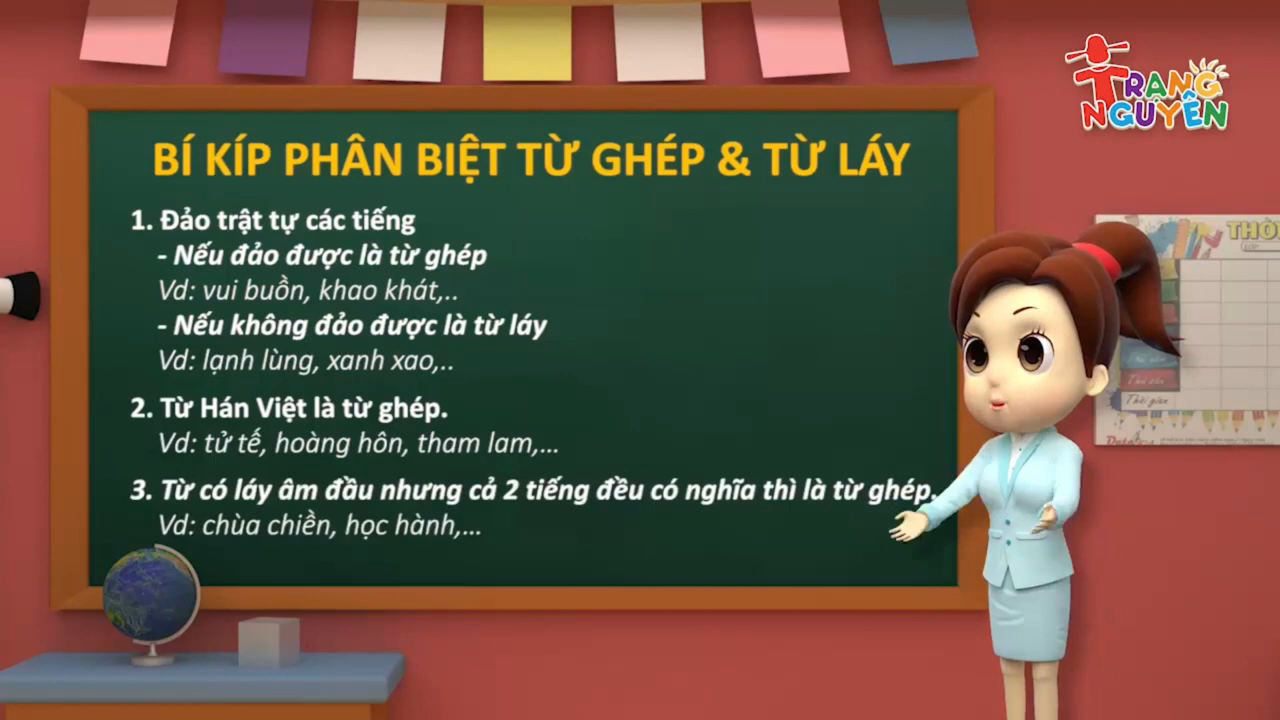 TRẠNG
NGUYÊN
BÍ KÍP PHÂN BIỆT TỪ GHÉP & TỪ LÁY
1. Đảo trật tự các tiếng
- Nếu đảo được là từ ghép
Vd: vui buồn, khao khát,..
- Nếu không đảo được là từ láy
Vd: lạnh lùng, xanh xao,..
2. Từ Hán Việt là từ ghép.
Vd: tử tế, hoàng hôn, tham lam,...
3. Từ có láy âm đầu nhưng cả 2 tiếng đều có nghĩa thì là từ ghép.
Vd: chùa chiền, học hành,...
Thời gian